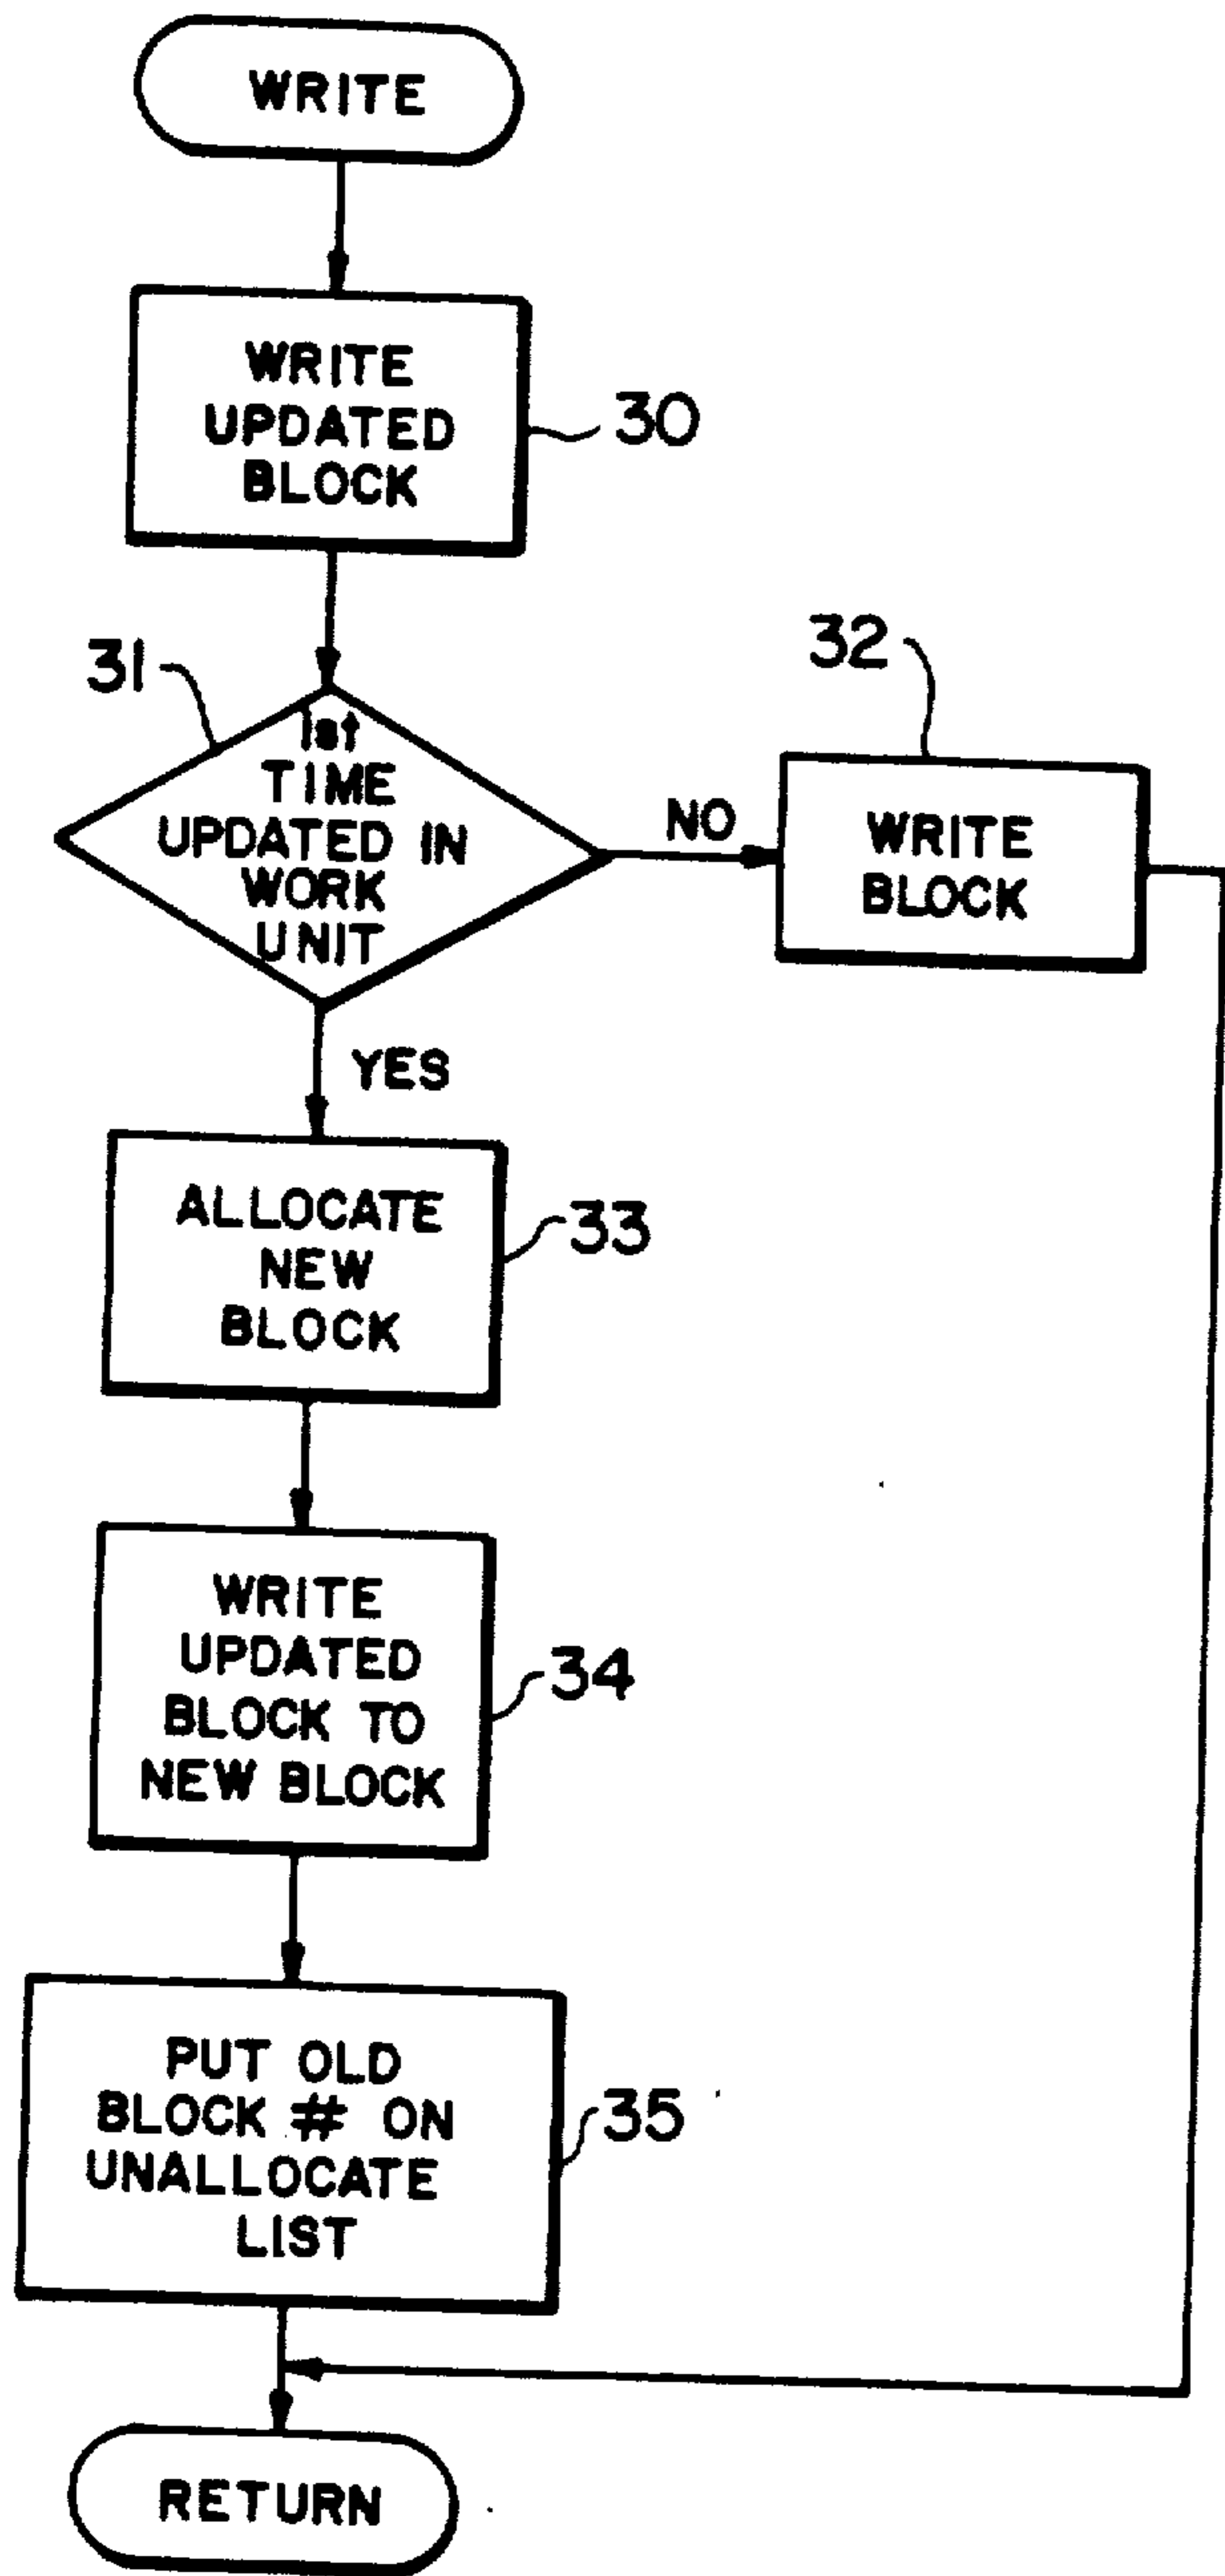 WRITE
WRITE
UPDATED
BLOCK
30
31
1st
TIME
UPDATED IN
WORK
UNIT
NO
32
WRITE
BLOCK
YES
ALLOCATE
NEW
BLOCK
33
WRITE
UPDATED
BLOCK TO
NEW BLOCK
34
PUT OLD
BLOCK # ON
UNALLOCATE
LIST
35
RETURN